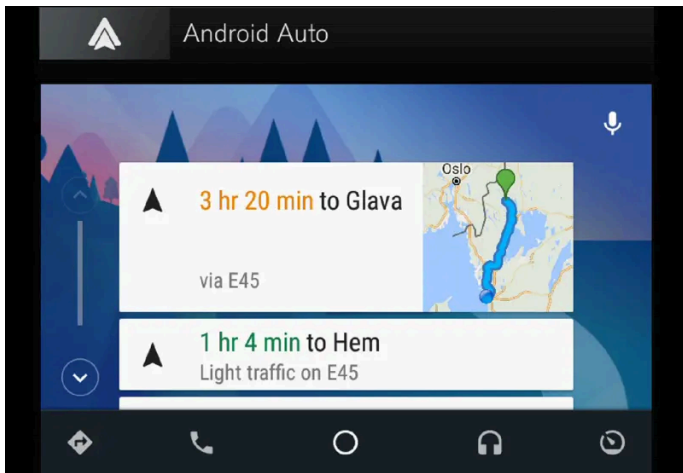 Android Auto
3 hr 20 min to Glava
Oslo
via E45
1 hr 4 min to Hem
Light traffic on E45